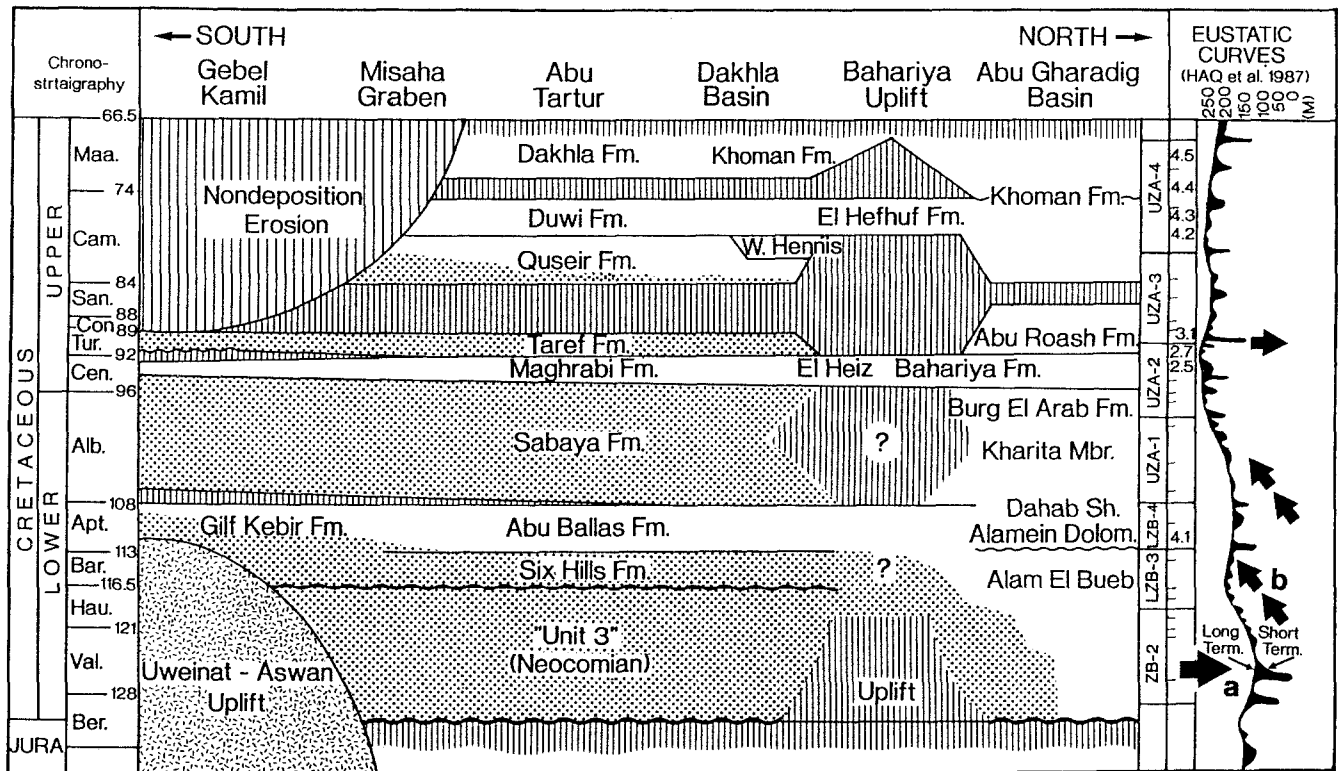 ← SOUTH
NORTH →
EUSTATIC
CURVES
(HAQ et al. 1987)
250
200
150
100
50
0
(M)
Chrono-
strtaigraphy
Gebel
Kamil
Misaha
Graben
Abu
Tartur
Dakhla
Basin
Bahariya
Uplift
Abu Gharadig
Basin
CRETACEOUS
UPPER
LOWER
JURA
66.5
Maa.
74
Cam.
84
San.
88
Con
89
Tur.
92
Cen.
96
Alb.
108
Apt.
113
Bar.
116.5
Hau.
121
Val.
128
Ber.
Nondeposition
Erosion
Dakhla Fm.
Khoman Fm.
Khoman Fm
Duwi Fm.
El Hefhuf Fm.
W. Hennis
Quseir Fm.
Taref Fm.
Abu Roash Fm.
Maghrabi Fm.
El Heiz
Bahariya Fm.
Burg El Arab Fm.
Sabaya Fm.
?
Kharita Mbr.
Dahab Sh.
Gilf Kebir Fm.
Abu Ballas Fm.
Alamein Dolom.
Six Hills Fm.
?
Alam El Bueb
"Unit 3"
(Neocomian)
Uweinat - Aswan
Uplift
Uplift
UZA-4
UZA-3
UZA-2
UZA-1
LZB-4
LZB-3
ZB-2
4.5
4.4
4.3
4.2
3.1
2.7
2.5
4.1
b
Long
Term.
Short
Term.
a